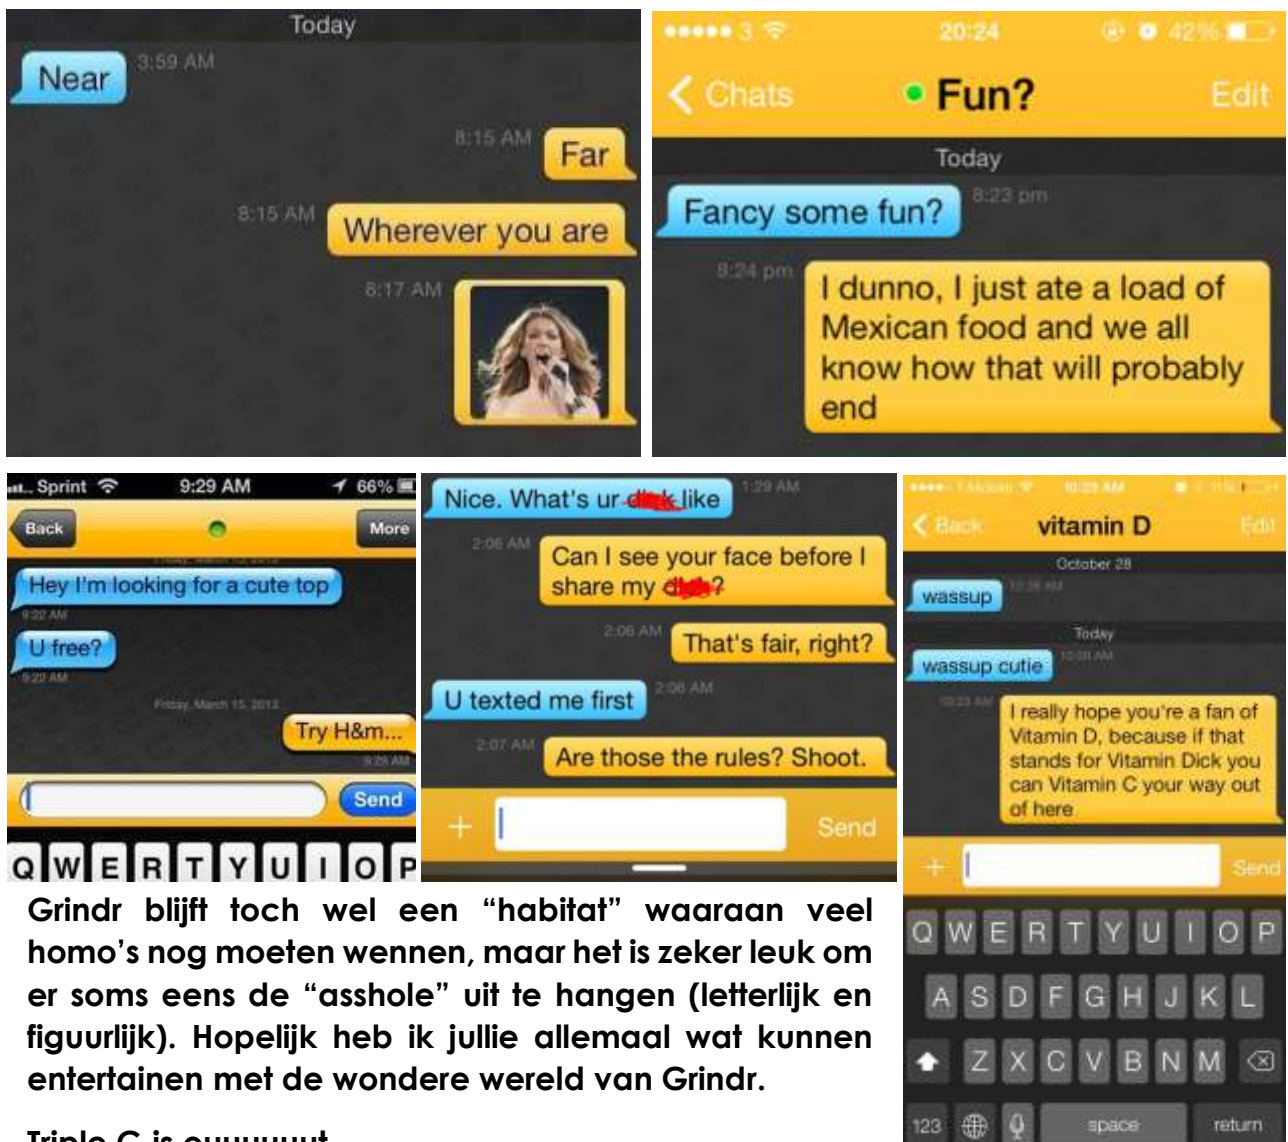 Today
Near
3:59 AM
8:15 AM
Far
8:15 AM
Wherever you are
8:17 AM
3
20:24
42%
Chats
Fun?
Edit
Today
Fancy some fun?
8:23 pm
8:24 pm
I dunno, I just ate a load of
Mexican food and we all
know how that will probably
end
Sprint
9:29 AM
66%
Back
More
Hey I'm looking for a cute top
9:22 AM
U free?
9:22 AM
Friday, March 15, 2013
Try H&m...
9:29 AM
Send
Q W E R T Y U I O P
Nice. What's ur dick like
1:29 AM
2:06 AM
Can I see your face before I
share my
2:06 AM
That's fair, right?
U texted me first
2:06 AM
2:07 AM
Are those the rules? Shoot.
+
Send
Back
vitamin D
Edit
October 28
wassup
Today
wassup cutie
10:33 AM
I really hope you're a fan of
Vitamin D, because if that
stands for Vitamin Dick you
can Vitamin C your way out
of here
+
Send
Q W E R T Y U I O P
A S D F G H J K L
Z X C V B N M
123
space
return
Grindr blijft toch wel een “habitat” waaraan veel
homo’s nog moeten wennen, maar het is zeker leuk om
er soms eens de “asshole” uit te hangen (letterlijk en
figuurlijk). Hopelijk heb ik jullie allemaal wat kunnen
entertainen met de wondere wereld van Grindr.